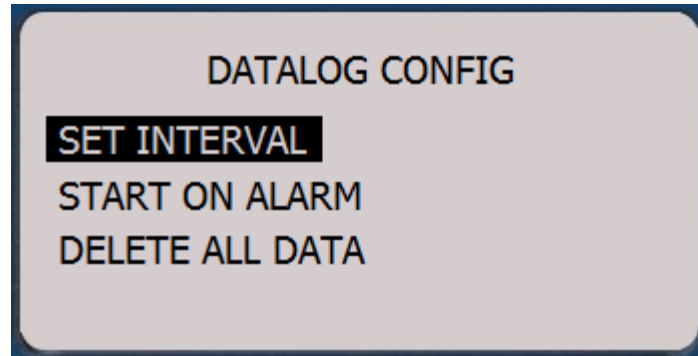 DATALOG CONFIG
SET INTERVAL
START ON ALARM
DELETE ALL DATA